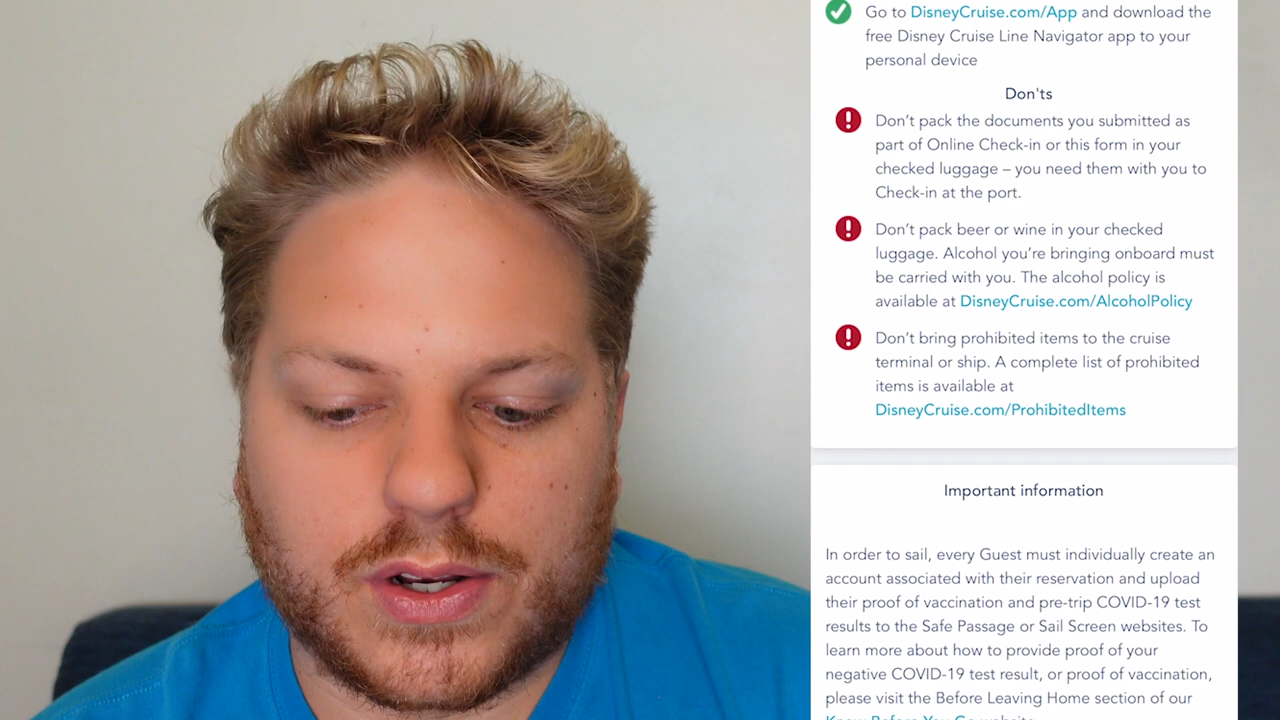 Go to DisneyCruise.com/App and download the
free Disney Cruise Line Navigator app to your
personal device
Don'ts
Don’t pack the documents you submitted as
part of Online Check-in or this form in your
checked luggage – you need them with you to
Check-in at the port.
Don’t pack beer or wine in your checked
luggage. Alcohol you’re bringing onboard must
be carried with you. The alcohol policy is
available at DisneyCruise.com/AlcoholPolicy
Don’t bring prohibited items to the cruise
terminal or ship. A complete list of prohibited
items is available at
DisneyCruise.com/ProhibitedItems
Important information
In order to sail, every Guest must individually create an
account associated with their reservation and upload
their proof of vaccination and pre-trip COVID-19 test
results to the Safe Passage or Sail Screen websites. To
learn more about how to provide proof of your
negative COVID-19 test result, or proof of vaccination,
please visit the Before Leaving Home section of our
Know Before You Go website